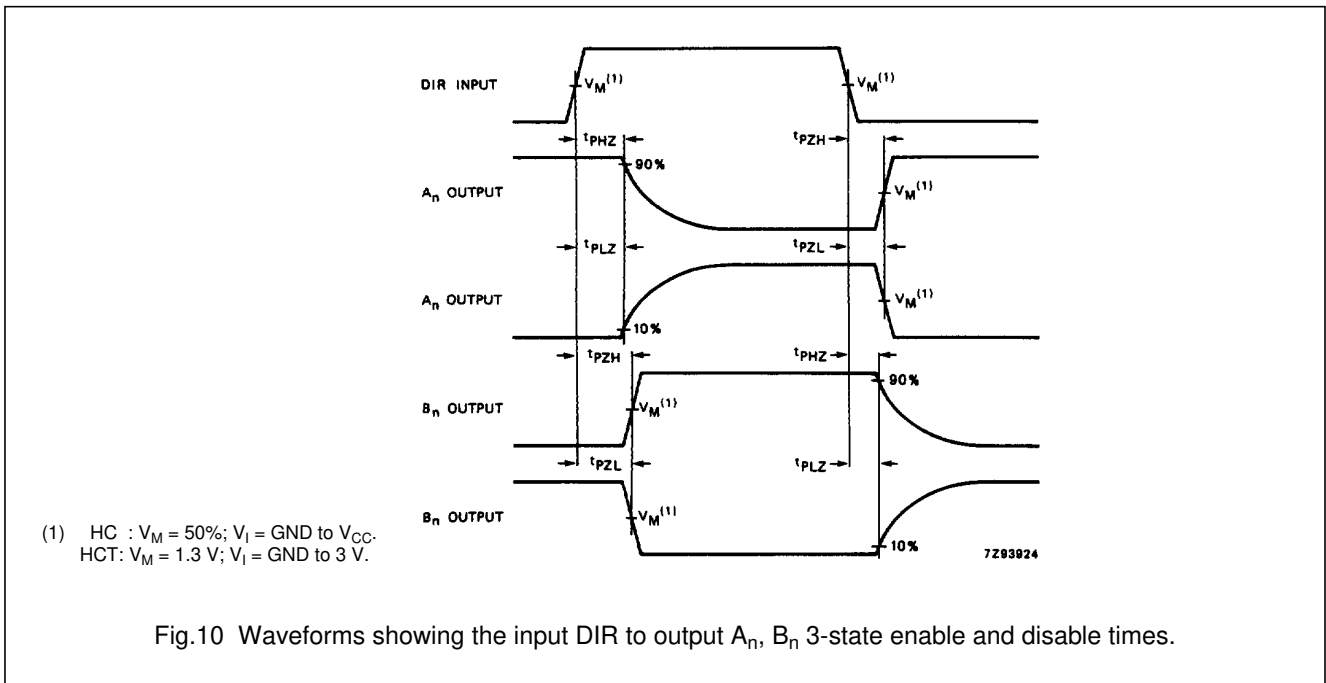 DIR INPUT
V_M^(1)
V_M^(1)
t_PHZ
t_PZH
90%
A_n OUTPUT
V_M^(1)
t_PLZ
t_PZL
A_n OUTPUT
V_M^(1)
10%
t_PZH
t_PHZ
90%
B_n OUTPUT
V_M^(1)
t_PZL
t_PLZ
B_n OUTPUT
V_M^(1)
10%
7Z93924
(1) HC : V_M = 50%; V_I = GND to V_CC.
HCT: V_M = 1.3 V; V_I = GND to 3 V.
Fig.10 Waveforms showing the input DIR to output A_n, B_n 3-state enable and disable times.